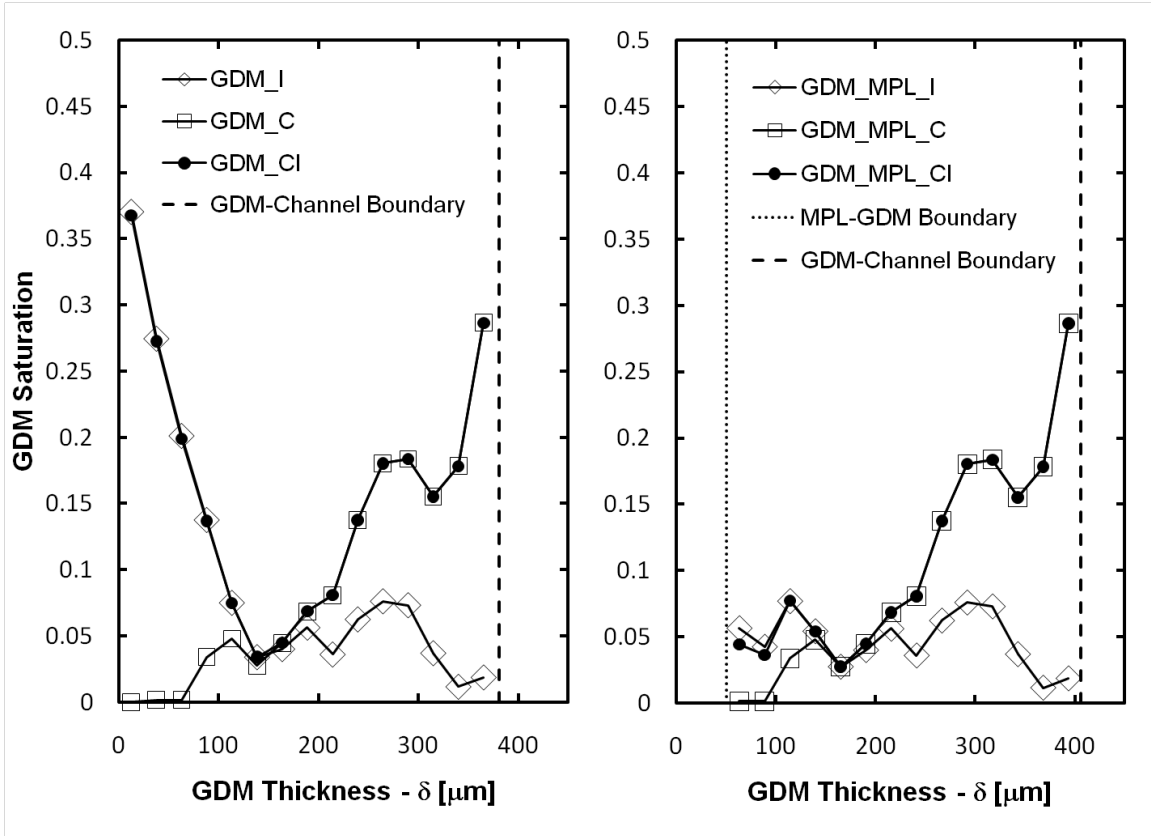 GDM Saturation
0.5
0.45
0.4
0.35
0.3
0.25
0.2
0.15
0.1
0.05
0
GDM_I
GDM_C
GDM_CI
GDM-Channel Boundary
0 100 200 300 400
GDM Thickness - δ [μm]
0.5
0.45
0.4
0.35
0.3
0.25
0.2
0.15
0.1
0.05
0
GDM_MPL_I
GDM_MPL_C
GDM_MPL_CI
MPL-GDM Boundary
GDM-Channel Boundary
0 100 200 300 400
GDM Thickness - δ [μm]